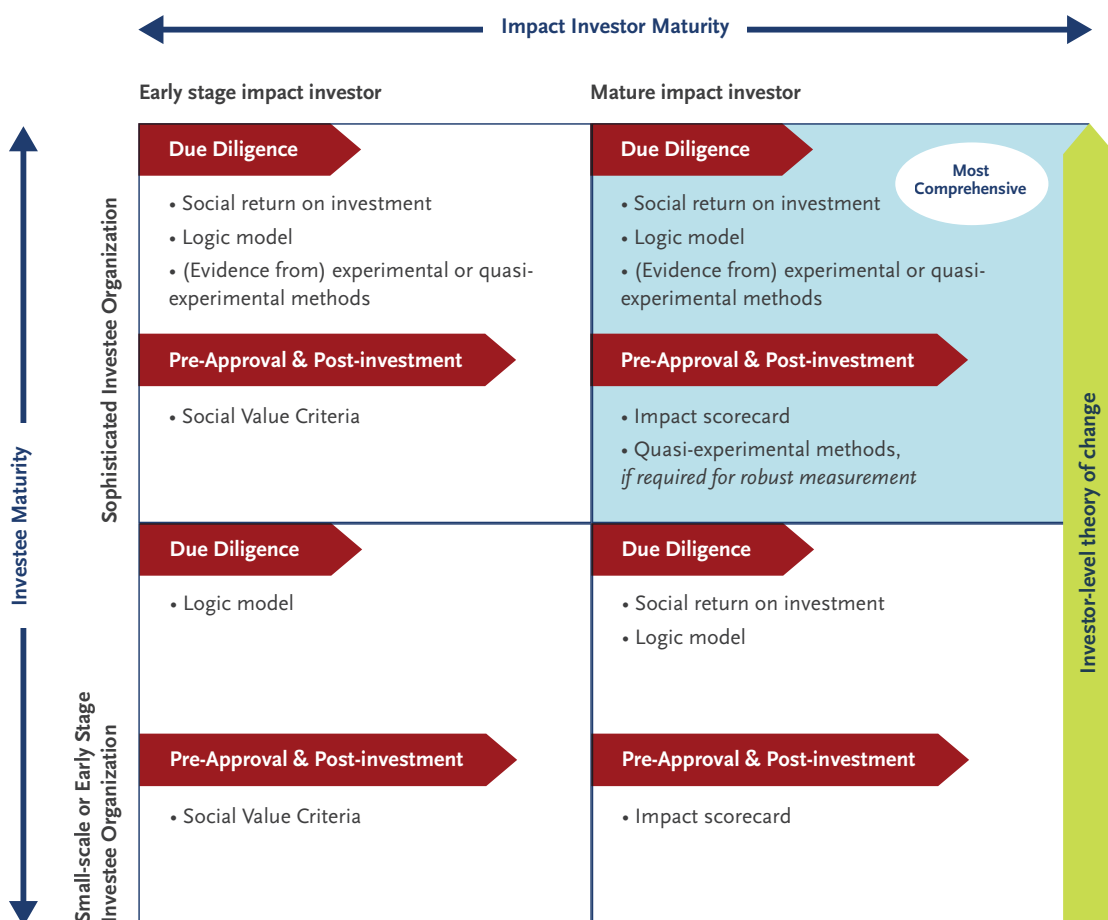 Impact Investor Maturity
Early stage impact investor
Mature impact investor
Investee Maturity
Sophisticated Investee Organization
Due Diligence
• Social return on investment
• Logic model
• (Evidence from) experimental or quasi-
experimental methods
Pre-Approval & Post-investment
• Social Value Criteria
Due Diligence
Most
Comprehensive
• Social return on investment
• Logic model
• (Evidence from) experimental or quasi-
experimental methods
Pre-Approval & Post-investment
• Impact scorecard
• Quasi-experimental methods,
if required for robust measurement
Small-scale or Early Stage
Investee Organization
Due Diligence
• Logic model
Pre-Approval & Post-investment
• Social Value Criteria
Due Diligence
• Social return on investment
• Logic model
Pre-Approval & Post-investment
• Impact scorecard
Investor-level theory of change